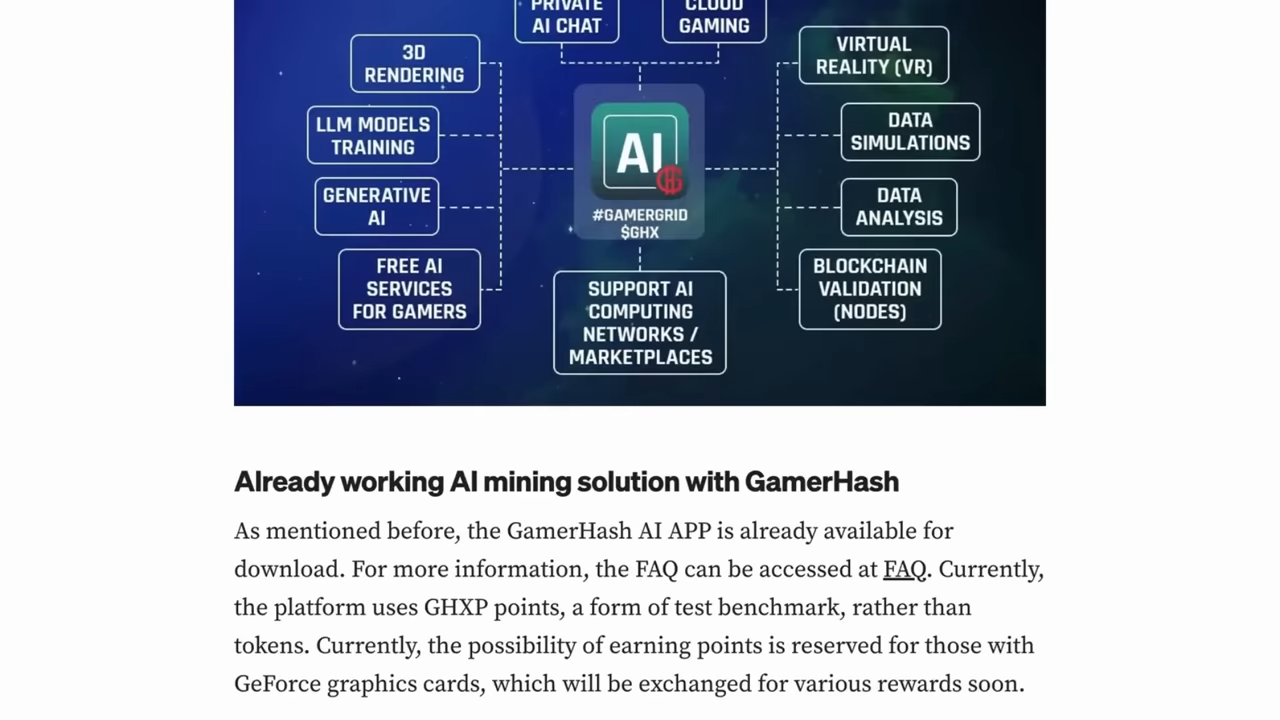 PRIVATE
AI CHAT
CLOUD
GAMING
3D
RENDERING
LLM MODELS
TRAINING
GENERATIVE
AI
FREE AI
SERVICES
FOR GAMERS
AI
#GAMERGRID
$GHX
SUPPORT AI
COMPUTING
NETWORKS /
MARKETPLACES
VIRTUAL
REALITY (VR)
DATA
SIMULATIONS
DATA
ANALYSIS
BLOCKCHAIN
VALIDATION
(NODES)
Already working AI mining solution with GamerHash
As mentioned before, the GamerHash AI APP is already available for
download. For more information, the FAQ can be accessed at FAQ. Currently,
the platform uses GHXP points, a form of test benchmark, rather than
tokens. Currently, the possibility of earning points is reserved for those with
GeForce graphics cards, which will be exchanged for various rewards soon.